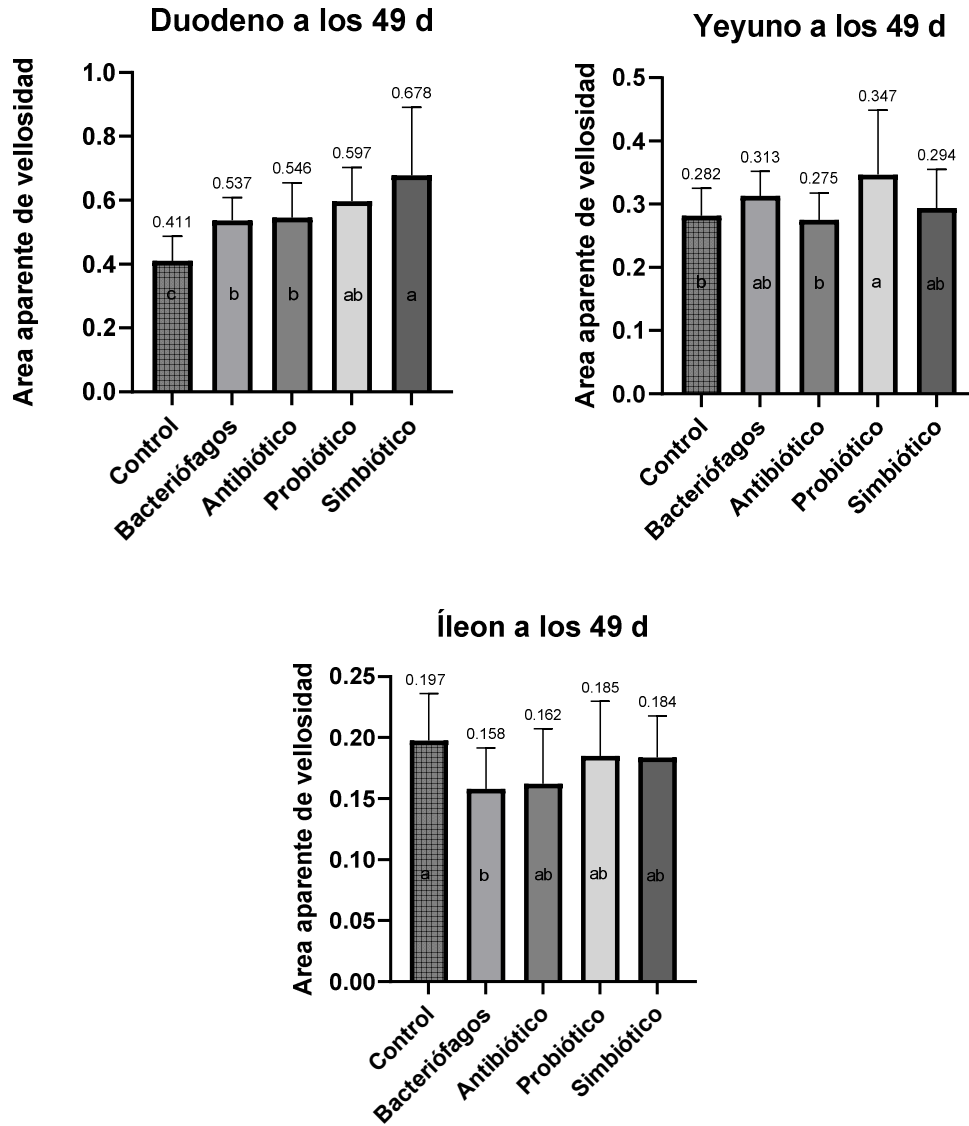 Duodeno a los 49 d
Area aparente de vellosidad
1.0
0.8
0.6
0.4
0.2
0.0
0.411
0.537
0.546
0.597
0.678
c
b
b
ab
a
Control
Bacteriófagos
Antibiótico
Probiótico
Simbiótico
Yeyuno a los 49 d
Area aparente de vellosidad
0.5
0.4
0.3
0.2
0.1
0.0
0.282
0.313
0.275
0.347
0.294
b
ab
b
a
ab
Control
Bacteriófagos
Antibiótico
Probiótico
Simbiótico
Íleon a los 49 d
Area aparente de vellosidad
0.25
0.20
0.15
0.10
0.05
0.00
0.197
0.158
0.162
0.185
0.184
a
b
ab
ab
ab
Control
Bacteriófagos
Antibiótico
Probiótico
Simbiótico